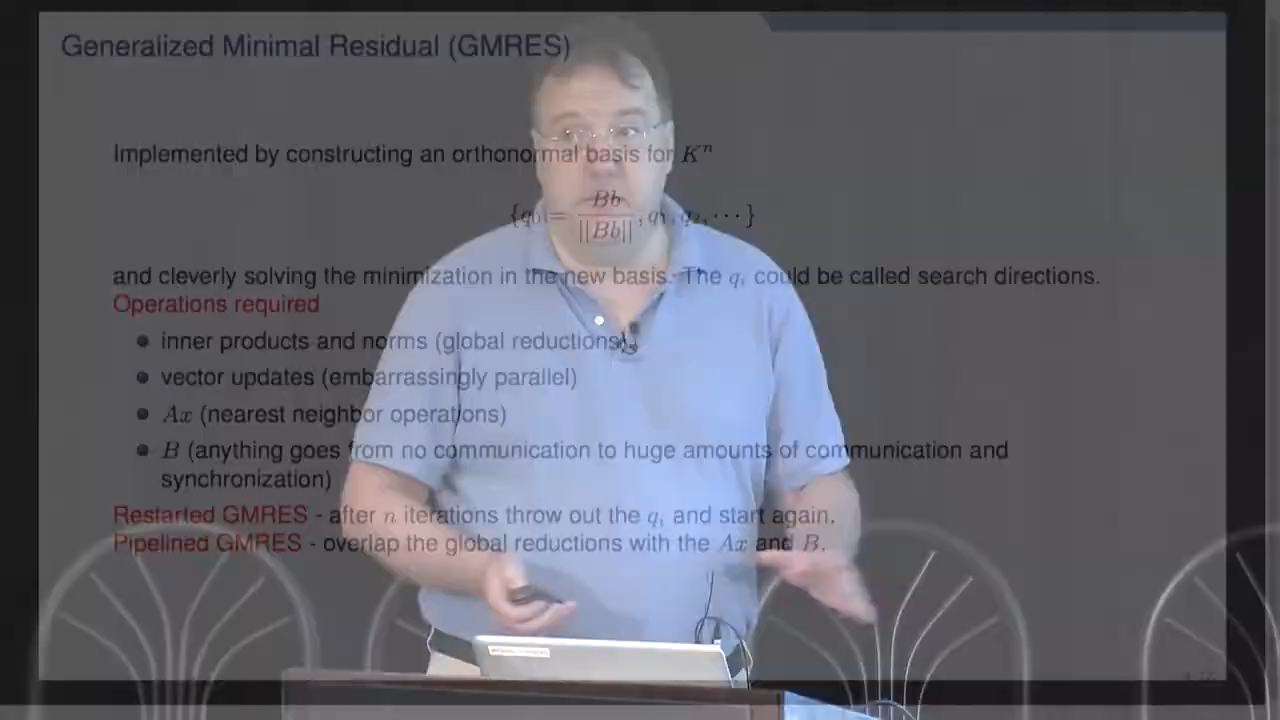 Generalized Minimal Residual (GMRES)
Implemented by constructing an orthonormal basis for Kⁿ
{q₀ = Bb / ||Bb||, q₁, q₂, ⋯}
and cleverly solving the minimization in the new basis. The qᵢ could be called search directions.
Operations required
• inner products and norms (global reductions)
• vector updates (embarrassingly parallel)
• Ax (nearest neighbor operations)
• B (anything goes from no communication to huge amounts of communication and
synchronization)
Restarted GMRES - after n iterations throw out the qᵢ and start again.
Pipelined GMRES - overlap the global reductions with the Ax and B.